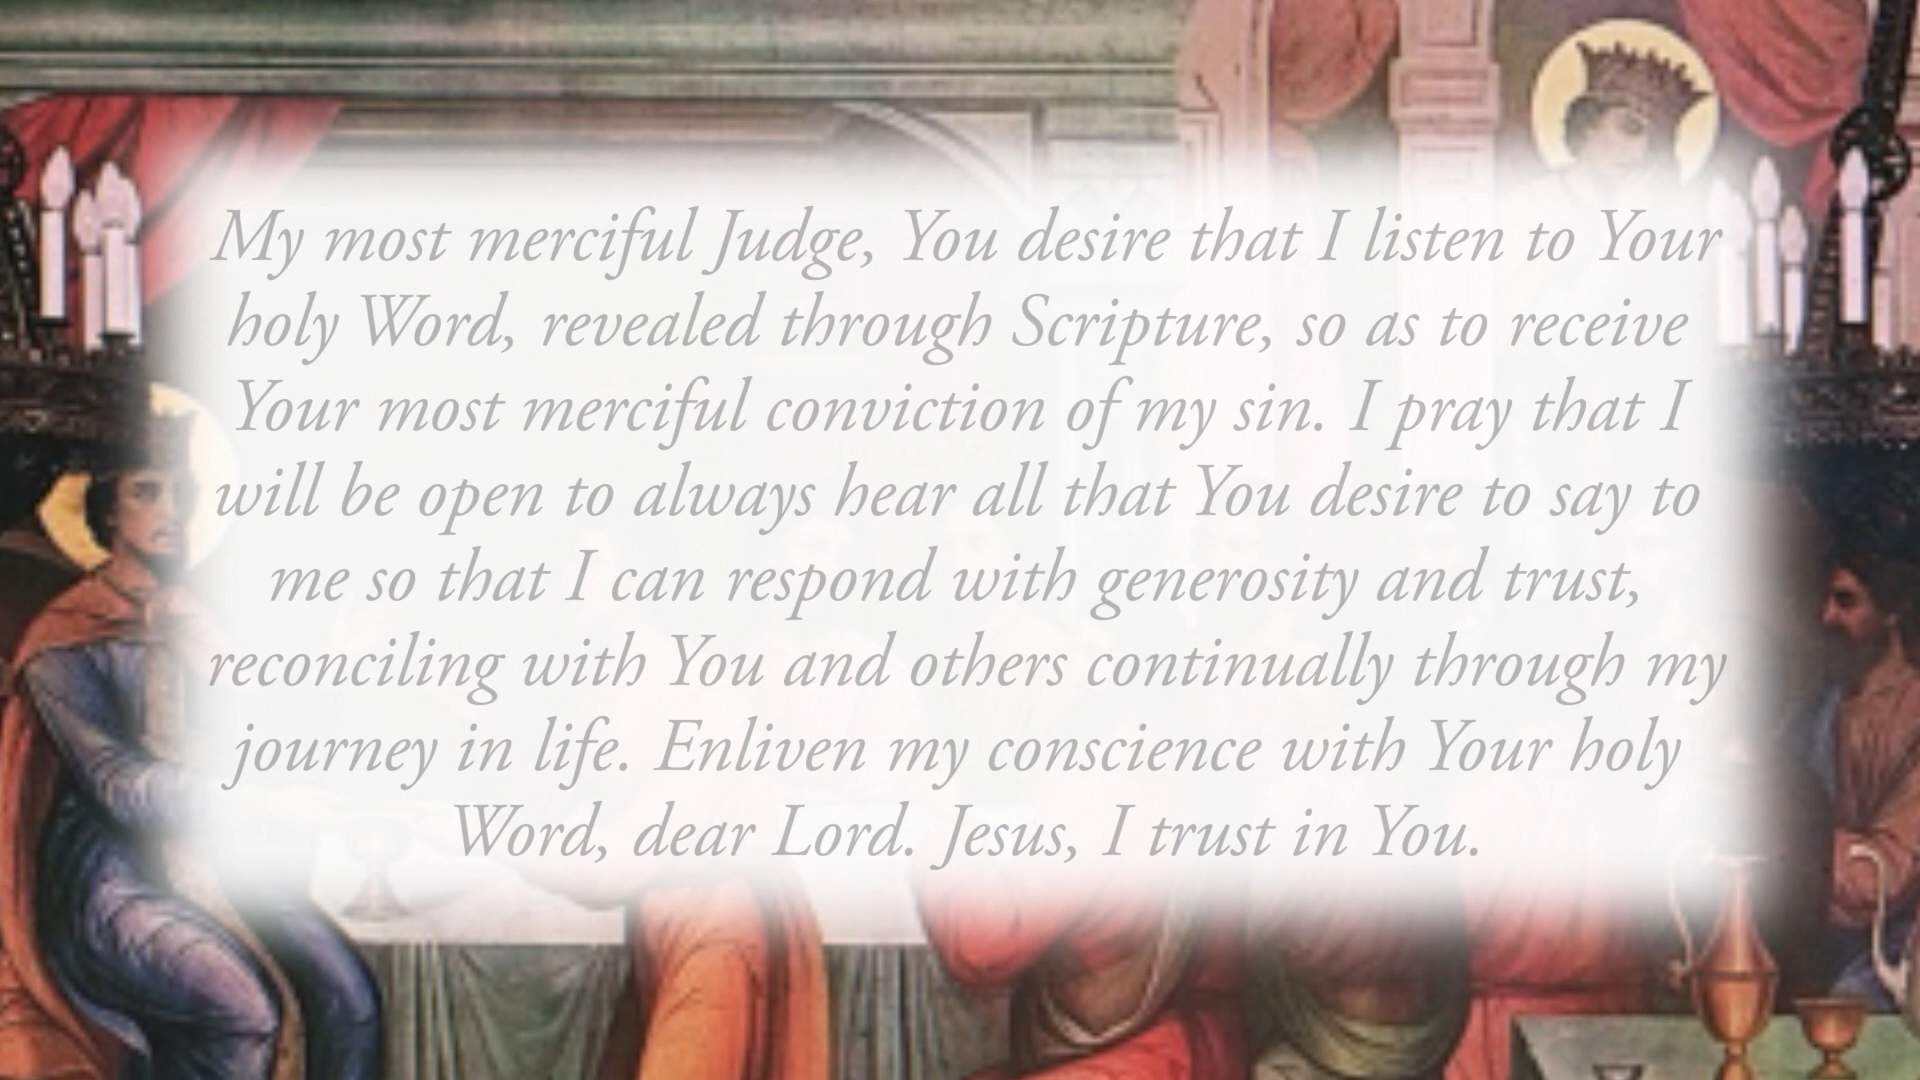 My most merciful Judge, You desire that I listen to Your
holy Word, revealed through Scripture, so as to receive
Your most merciful conviction of my sin. I pray that I
will be open to always hear all that You desire to say to
me so that I can respond with generosity and trust,
reconciling with You and others continually through my
journey in life. Enliven my conscience with Your holy
Word, dear Lord. Jesus, I trust in You.